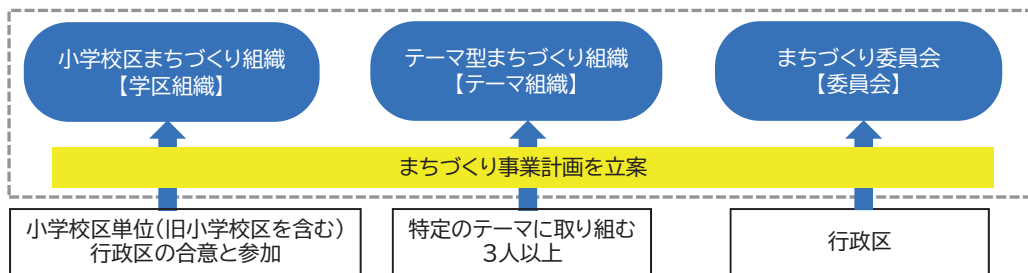 小学校区まちづくり組織
【学区組織】
テーマ型まちづくり組織
【テーマ組織】
まちづくり委員会
【委員会】
まちづくり事業計画を立案
小学校区単位(旧小学校区を含む)
行政区の合意と参加
特定のテーマに取り組む
3人以上
行政区